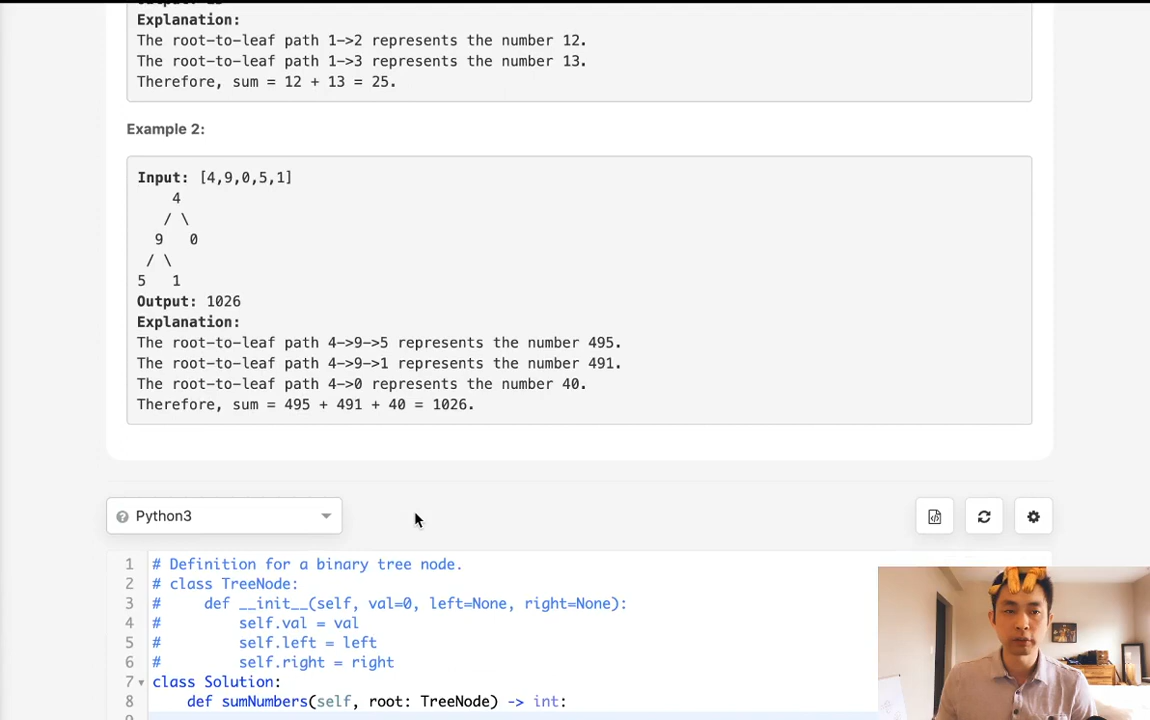 Explanation:
The root-to-leaf path 1->2 represents the number 12.
The root-to-leaf path 1->3 represents the number 13.
Therefore, sum = 12 + 13 = 25.
Example 2:
Input: [4,9,0,5,1]
4
/ \
9 0
/ \
5 1
Output: 1026
Explanation:
The root-to-leaf path 4->9->5 represents the number 495.
The root-to-leaf path 4->9->1 represents the number 491.
The root-to-leaf path 4->0 represents the number 40.
Therefore, sum = 495 + 491 + 40 = 1026.
Python3
1 # Definition for a binary tree node.
2 # class TreeNode:
3 # def __init__(self, val=0, left=None, right=None):
4 # self.val = val
5 # self.left = left
6 # self.right = right
7 class Solution:
8 def sumNumbers(self, root: TreeNode) -> int: